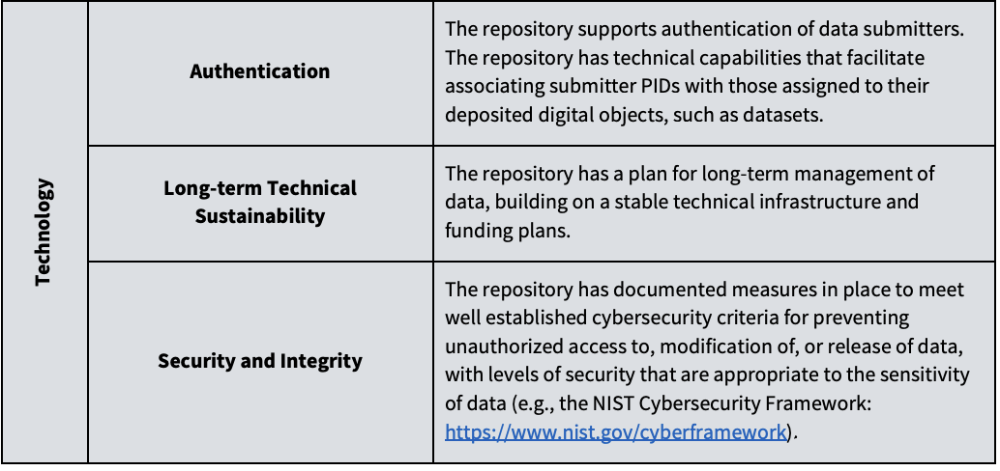 Technology
Authentication
The repository supports authentication of data submitters.
The repository has technical capabilities that facilitate
associating submitter PIDs with those assigned to their
deposited digital objects, such as datasets.
Long-term Technical
Sustainability
The repository has a plan for long-term management of
data, building on a stable technical infrastructure and
funding plans.
Security and Integrity
The repository has documented measures in place to meet
well established cybersecurity criteria for preventing
unauthorized access to, modification of, or release of data,
with levels of security that are appropriate to the sensitivity
of data (e.g., the NIST Cybersecurity Framework:
https://www.nist.gov/cyberframework).